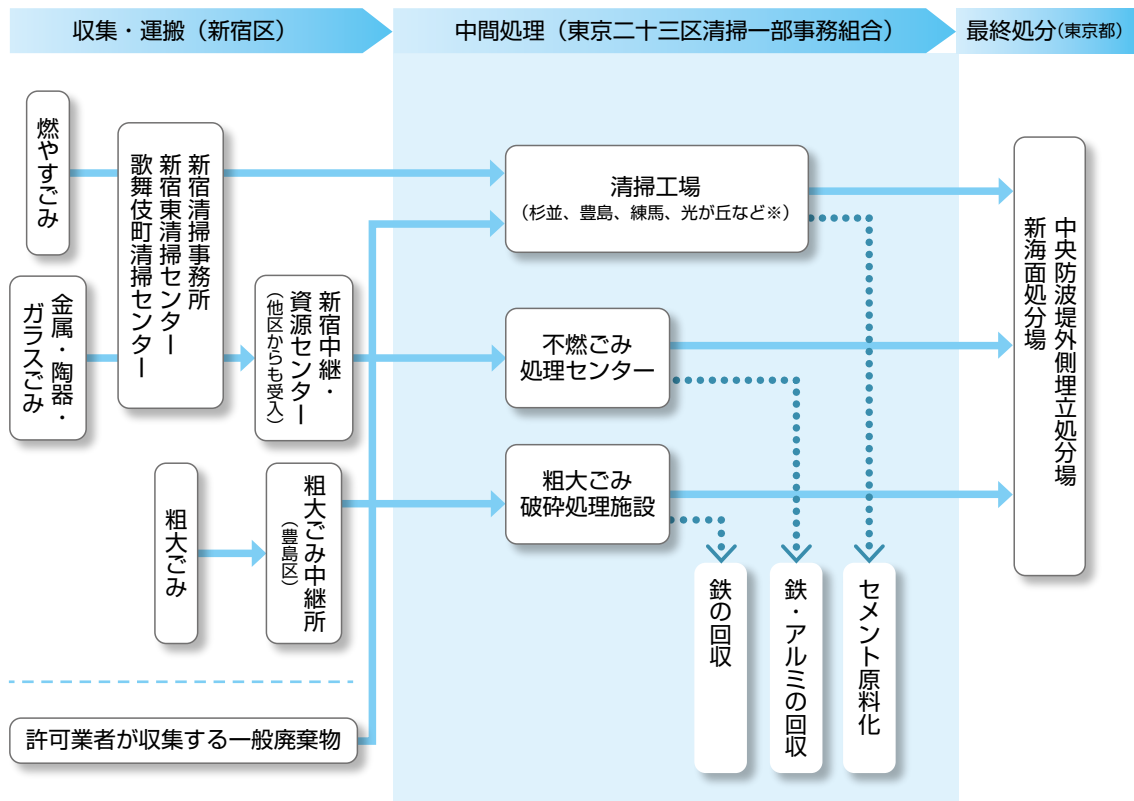 収集・運搬（新宿区）
中間処理（東京二十三区清掃一部事務組合）
最終処分(東京都)
燃やすごみ
新宿清掃事務所
新宿東清掃センター
歌舞伎町清掃センター
金属・陶器・
ガラスごみ
新宿中継・
資源センター
（他区からも受入）
粗大ごみ
粗大ごみ中継所
（豊島区）
許可業者が収集する一般廃棄物
清掃工場
（杉並、豊島、練馬、光が丘など※）
不燃ごみ
処理センター
粗大ごみ
破砕処理施設
鉄の回収
鉄・アルミの回収
セメント原料化
中央防波堤外側埋立処分場
新海面処分場